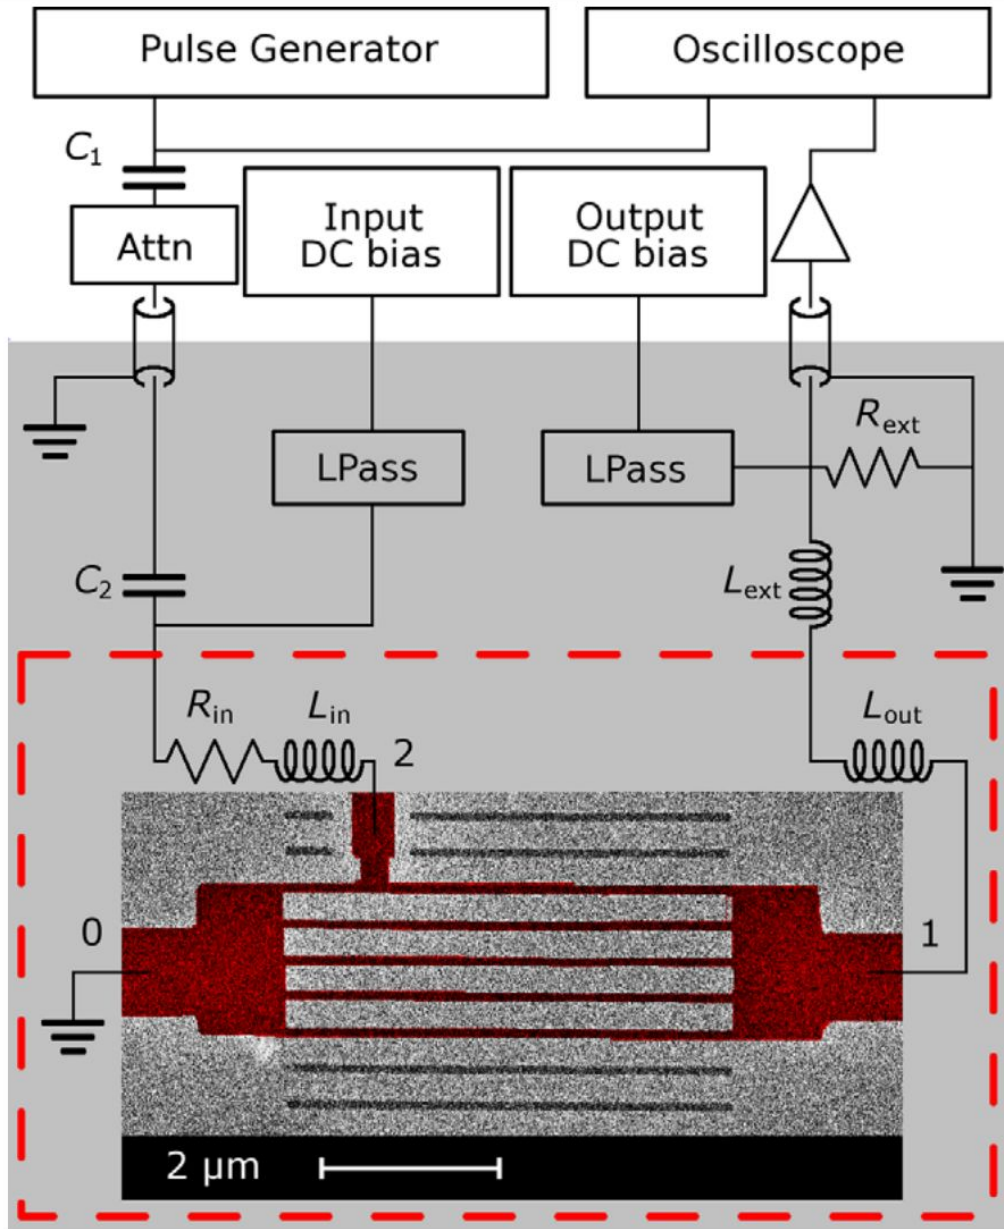 Pulse Generator
Oscilloscope
C1
Attn
Input
DC bias
Output
DC bias
LPass
LPass
Rext
C2
Lext
Rin
Lin
2
Lout
0
1
2 µm